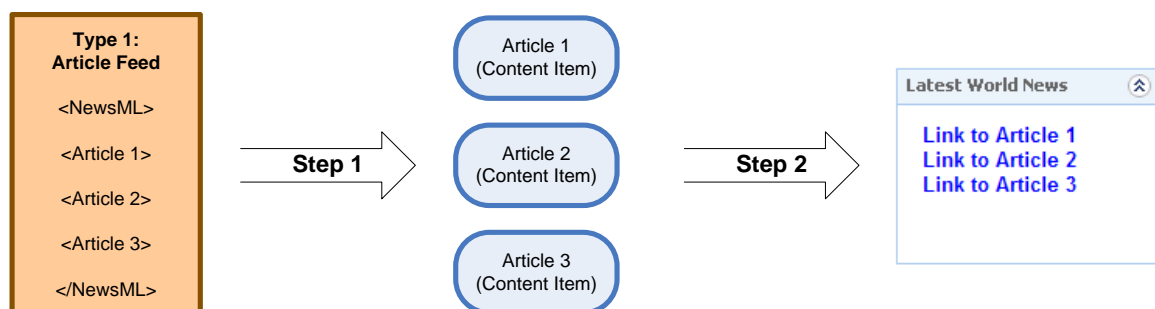 Type 1:
Article Feed
<NewsML>
<Article 1>
<Article 2>
<Article 3>
</NewsML>
Step 1
Article 1
(Content Item)
Article 2
(Content Item)
Article 3
(Content Item)
Step 2
Latest World News
Link to Article 1
Link to Article 2
Link to Article 3